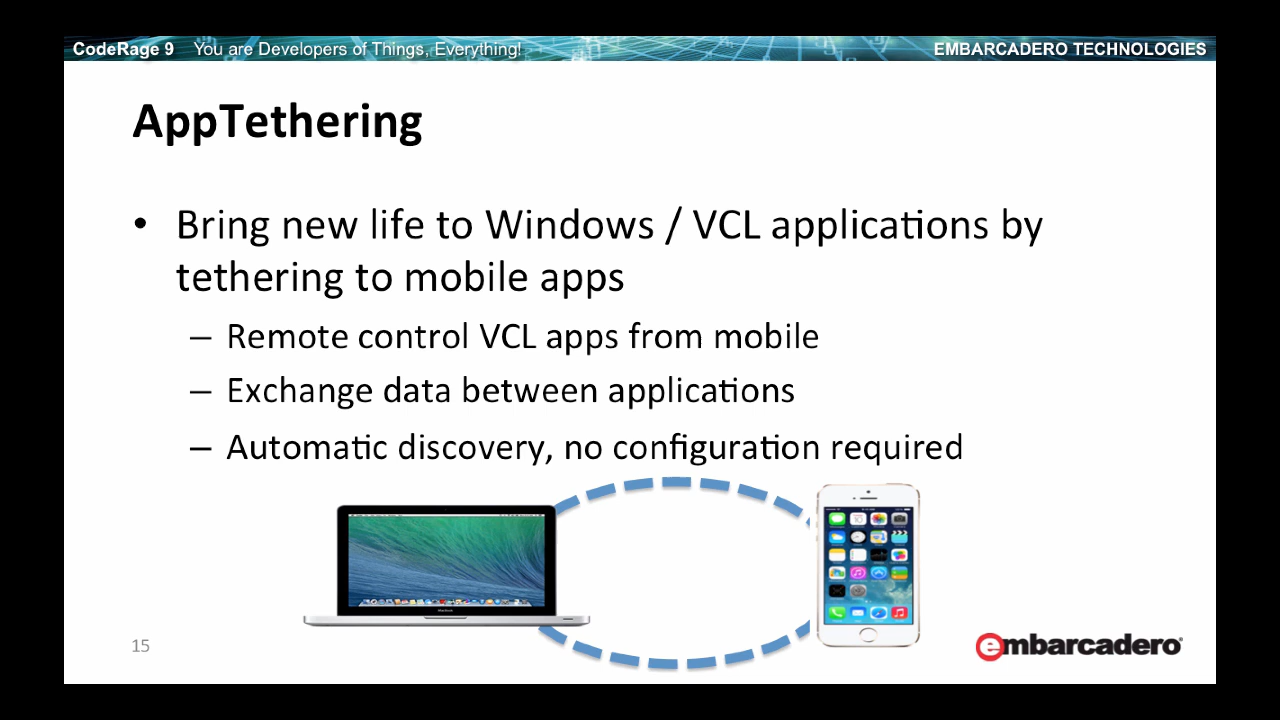 CodeRage 9 You are Developers of Things, Everything!
EMBARCADERO TECHNOLOGIES
AppTethering
• Bring new life to Windows / VCL applications by
tethering to mobile apps
– Remote control VCL apps from mobile
– Exchange data between applications
– Automatic discovery, no configuration required
15
embarcadero